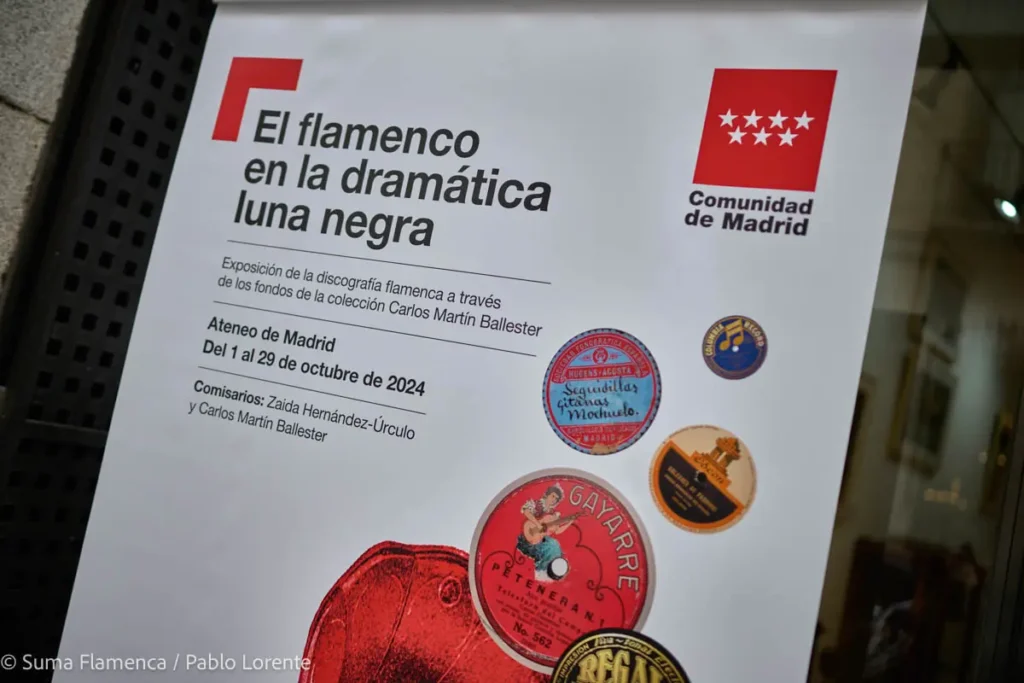 El flamenco
en la dramática
luna negra
Exposición de la discografía flamenca a través
de los fondos de la colección Carlos Martín Ballester
Ateneo de Madrid
Del 1 al 29 de octubre de 2024
Comisarios: Zaida Hernández-Úrculo
y Carlos Martín Ballester
Comunidad
de Madrid
COLUMBIA RECORD
HUGENS Y ACOSTA
Seguidillas
gitanas
Mochuelo.
MADRID
GAYARRE
PETENERA N. 1
No. 562
REGAL
© Suma Flamenca / Pablo Lorente